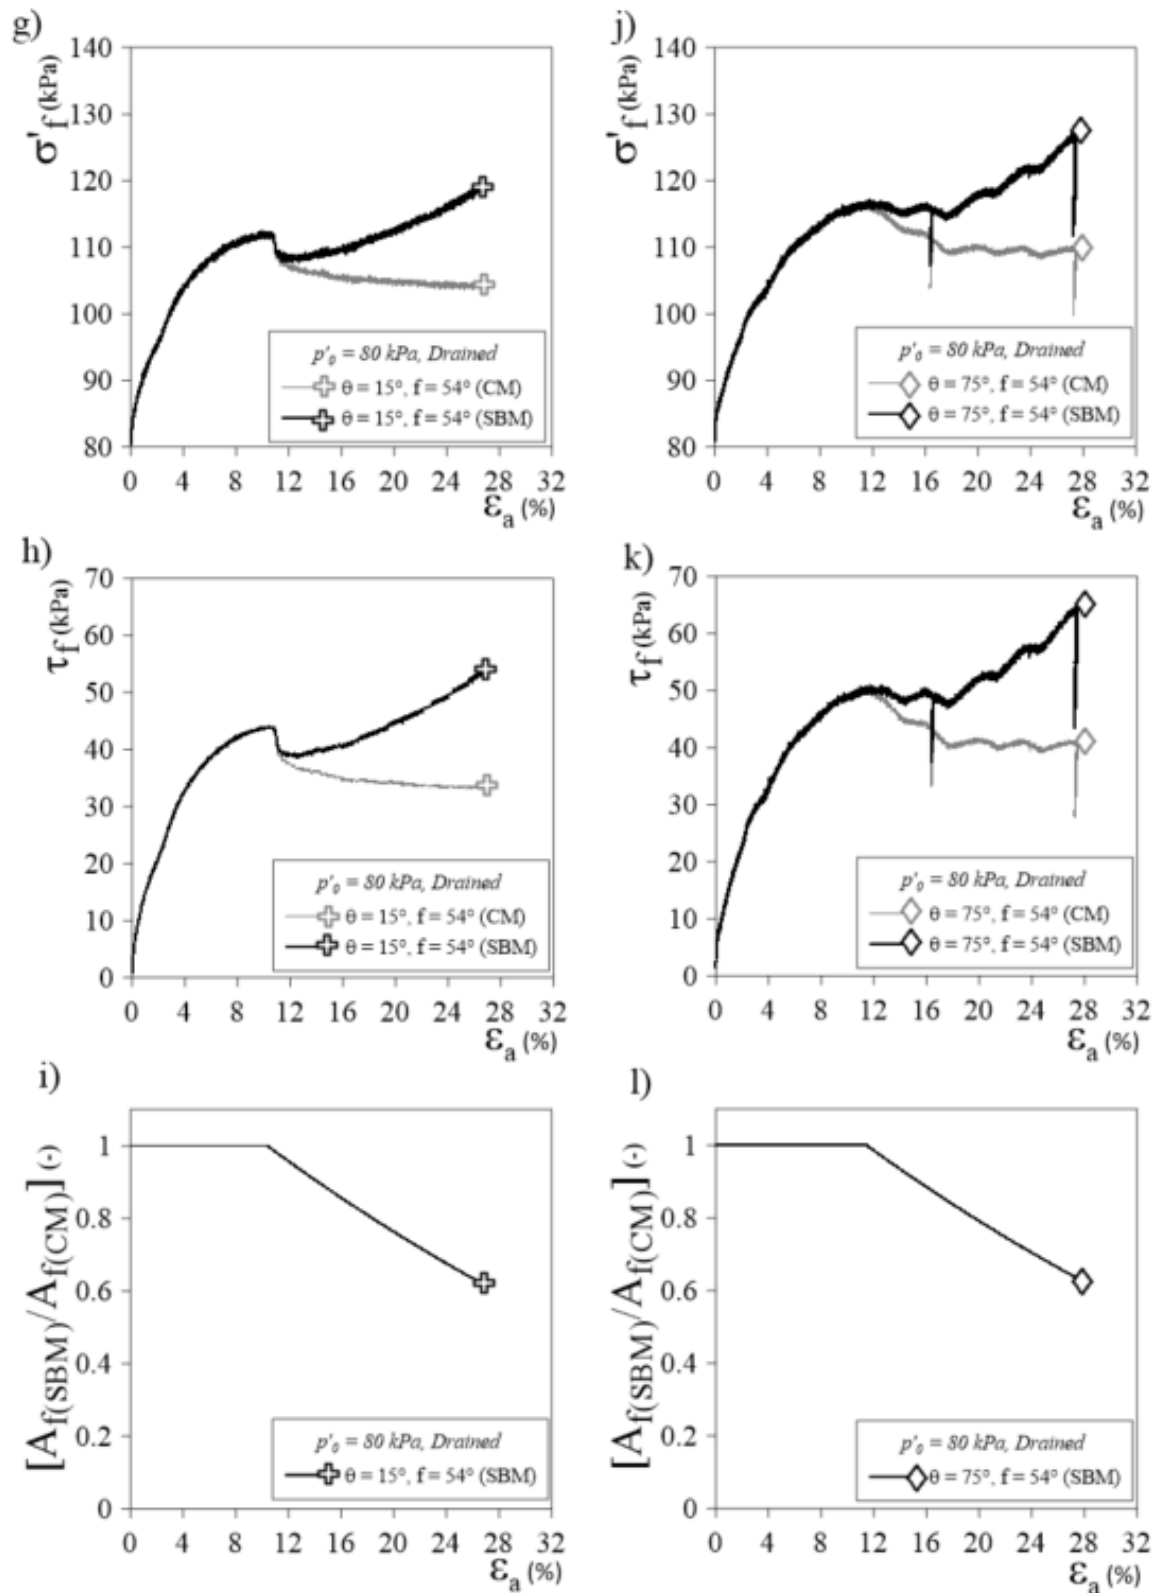 g)
σ'f (kPa)
140
130
120
110
100
90
80
p'0 = 80 kPa, Drained
θ = 15°, f = 54° (CM)
θ = 15°, f = 54° (SBM)
0 4 8 12 16 20 24 28 32
εa (%)
j)
σ'f (kPa)
140
130
120
110
100
90
80
p'0 = 80 kPa, Drained
θ = 75°, f = 54° (CM)
θ = 75°, f = 54° (SBM)
0 4 8 12 16 20 24 28 32
εa (%)
h)
τf (kPa)
70
60
50
40
30
20
10
0
p'0 = 80 kPa, Drained
θ = 15°, f = 54° (CM)
θ = 15°, f = 54° (SBM)
0 4 8 12 16 20 24 28 32
εa (%)
k)
τf (kPa)
70
60
50
40
30
20
10
0
p'0 = 80 kPa, Drained
θ = 75°, f = 54° (CM)
θ = 75°, f = 54° (SBM)
0 4 8 12 16 20 24 28 32
εa (%)
i)
[Af(SBM)/Af(CM)] (-)
1
0.8
0.6
0.4
0.2
0
p'0 = 80 kPa, Drained
θ = 15°, f = 54° (SBM)
0 4 8 12 16 20 24 28 32
εa (%)
l)
[Af(SBM)/Af(CM)] (-)
1
0.8
0.6
0.4
0.2
0
p'0 = 80 kPa, Drained
θ = 75°, f = 54° (SBM)
0 4 8 12 16 20 24 28 32
εa (%)